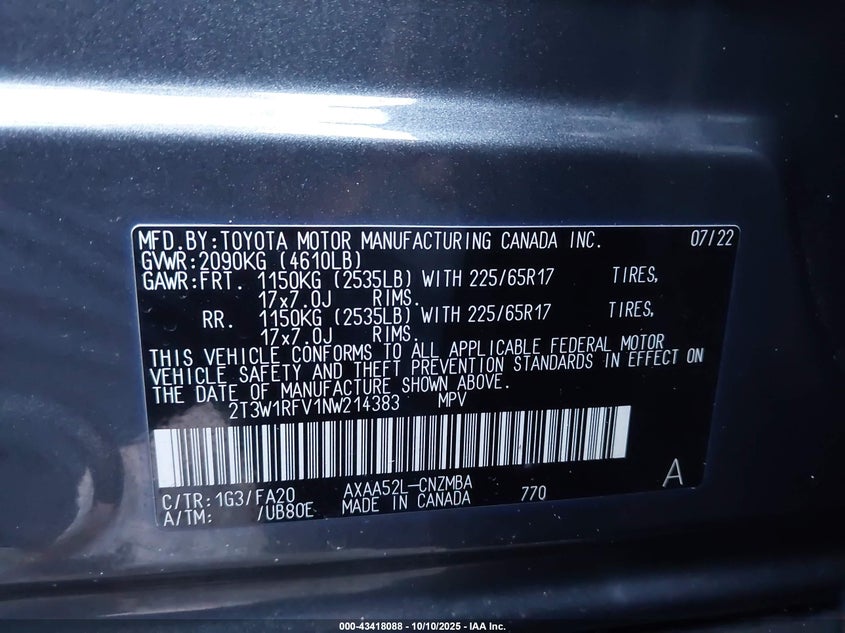 MFD.BY:TOYOTA MOTOR MANUFACTURING CANADA INC. 07/22
GVWR:2090KG (4610LB)
GAWR:FRT. 1150KG (2535LB) WITH 225/65R17 TIRES,
17x7.0J RIMS.
RR. 1150KG (2535LB) WITH 225/65R17 TIRES,
17x7.0J RIMS.
THIS VEHICLE CONFORMS TO ALL APPLICABLE FEDERAL MOTOR
VEHICLE SAFETY AND THEFT PREVENTION STANDARDS IN EFFECT ON
THE DATE OF MANUFACTURE SHOWN ABOVE.
2T3W1RFV1NW214383 MPV
C/TR:1G3/FA20 AXAA52L-CNZMBA A
A/TM: /UB80E MADE IN CANADA 770
000-43418088 - 10/10/2025 - IAA Inc.